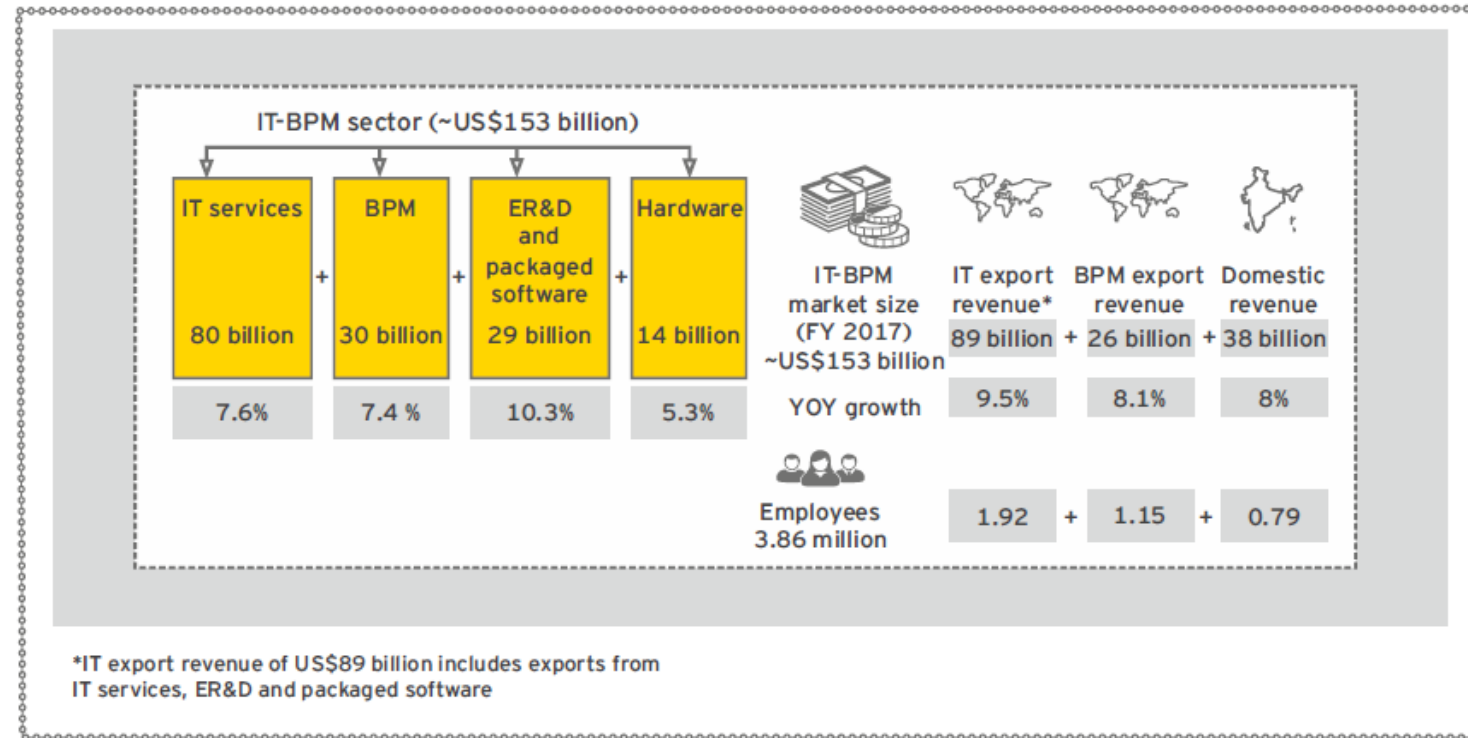 IT-BPM sector (~US$153 billion)
IT services
80 billion
7.6%
+
BPM
30 billion
7.4 %
+
ER&D
and
packaged
software
29 billion
10.3%
+
Hardware
14 billion
5.3%
IT-BPM
market size
(FY 2017)
~US$153 billion
IT export
revenue*
89 billion
+
BPM export
revenue
26 billion
+
Domestic
revenue
38 billion
YOY growth
9.5%
8.1%
8%
Employees
3.86 million
1.92
+
1.15
+
0.79
*IT export revenue of US$89 billion includes exports from
IT services, ER&D and packaged software